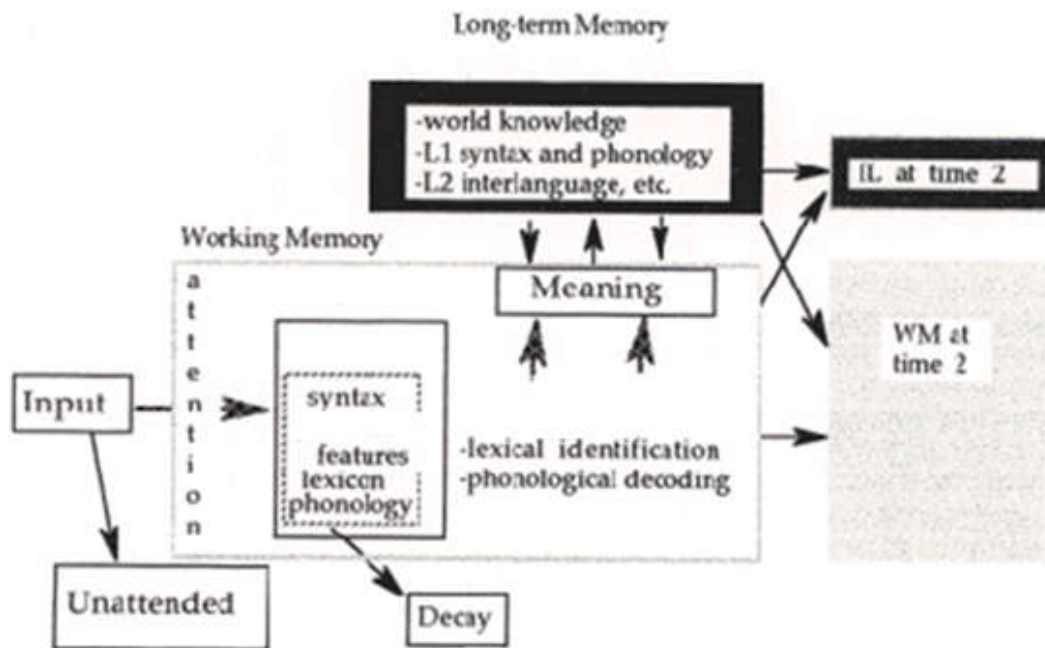 Long-term Memory
-world knowledge
-L1 syntax and phonology
-L2 interlanguage, etc.
IL at time 2
Working Memory
attention
Meaning
WM at
time 2
Input
syntax
features
lexicon
phonology
-lexical identification
-phonological decoding
Unattended
Decay